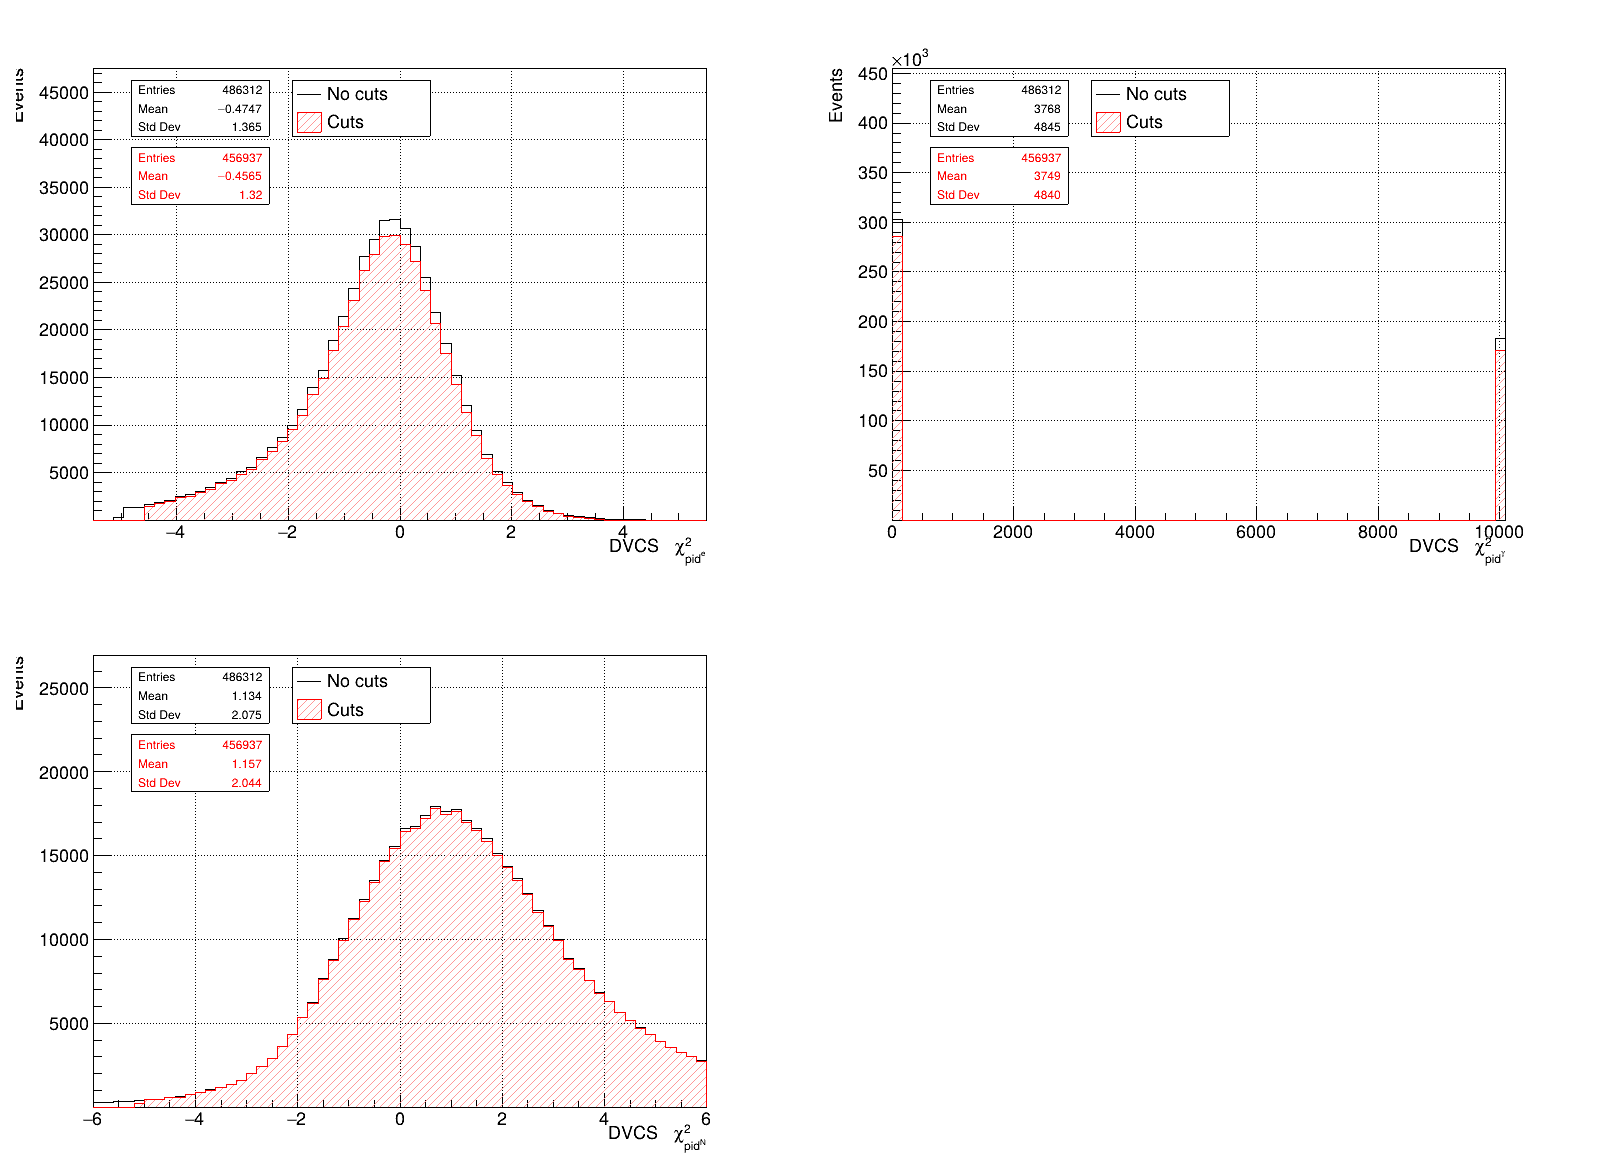 Events
45000
40000
35000
30000
25000
20000
15000
10000
5000
Entries 486312
Mean −0.4747
Std Dev 1.365
Entries 456937
Mean −0.4565
Std Dev 1.32
No cuts
Cuts
−4 −2 0 2 4
DVCS χ²pidᵉ
×10³
Events
450
400
350
300
250
200
150
100
50
Entries 486312
Mean 3768
Std Dev 4845
Entries 456937
Mean 3749
Std Dev 4840
No cuts
Cuts
0 2000 4000 6000 8000 10000
DVCS χ²pidᵞ
Events
25000
20000
15000
10000
5000
Entries 486312
Mean 1.134
Std Dev 2.075
Entries 456937
Mean 1.157
Std Dev 2.044
No cuts
Cuts
−6 −4 −2 0 2 4 6
DVCS χ²pidᴺ